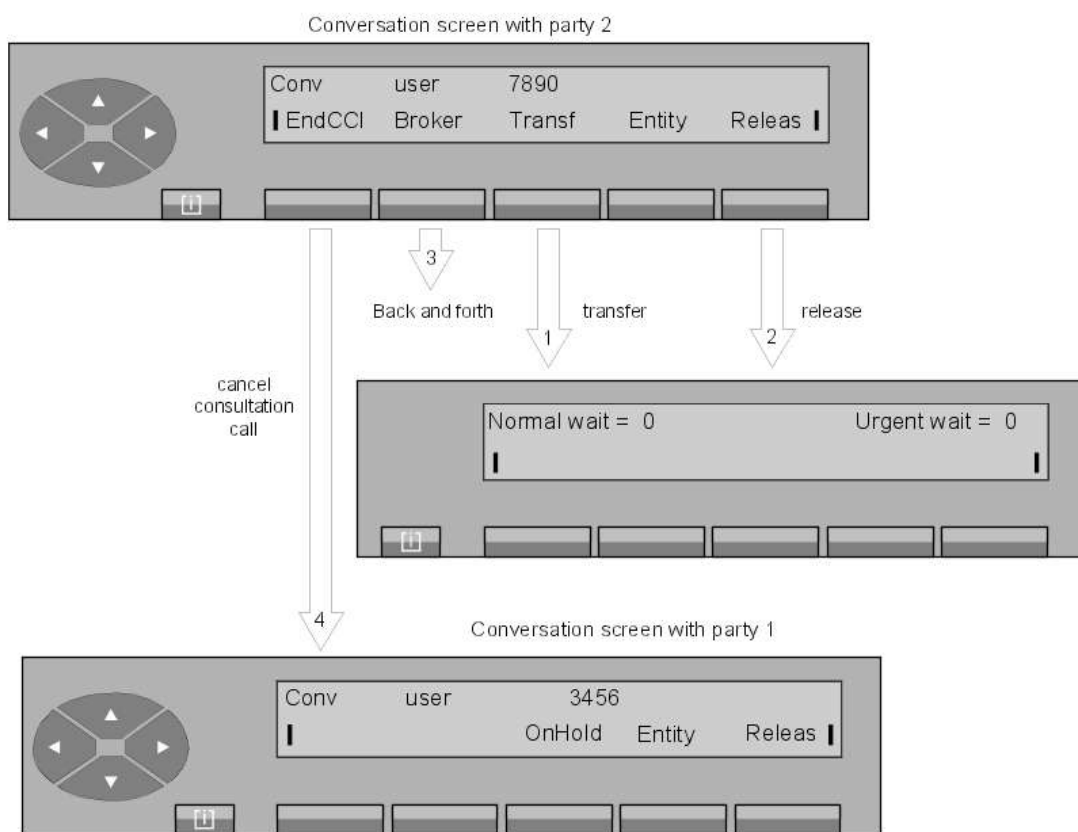 Conversation screen with party 2
Conv user 7890
EndCCl Broker Transf Entity Releas
[i]
3
Back and forth
transfer
1
release
2
cancel
consultation
call
Normal wait = 0 Urgent wait = 0
[i]
4
Conversation screen with party 1
Conv user 3456
OnHold Entity Releas
[i]